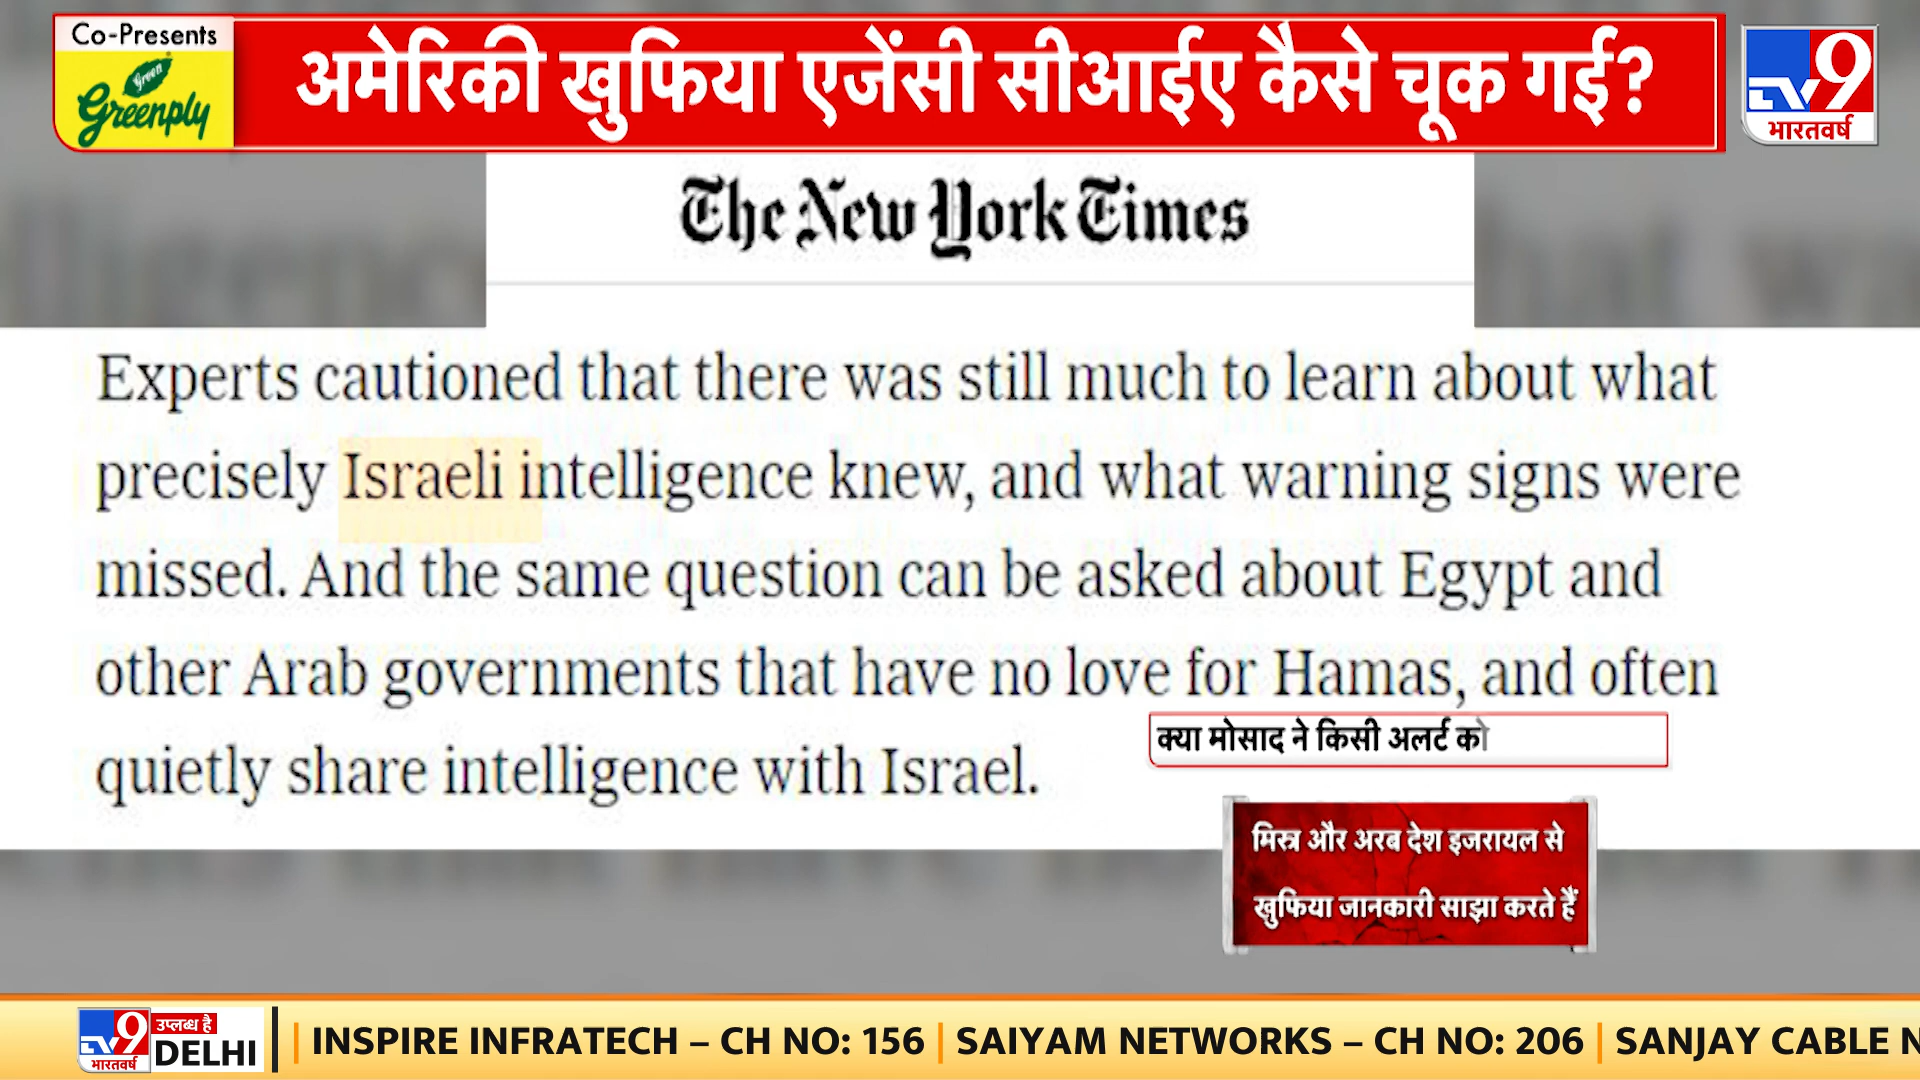 Co-Presents
Green
Greenply
अमेरिकी खुफिया एजेंसी सीआईए कैसे चूक गई?
TV9
भारतवर्ष
The New York Times
Experts cautioned that there was still much to learn about what
precisely Israeli intelligence knew, and what warning signs were
missed. And the same question can be asked about Egypt and
other Arab governments that have no love for Hamas, and often
quietly share intelligence with Israel.
क्या मोसाद ने किसी अलर्ट को
मिस्र और अरब देश इजरायल से
खुफिया जानकारी साझा करते हैं
TV9
भारतवर्ष
उपलब्ध है
DELHI
INSPIRE INFRATECH – CH NO: 156 | SAIYAM NETWORKS – CH NO: 206 | SANJAY CABLE N